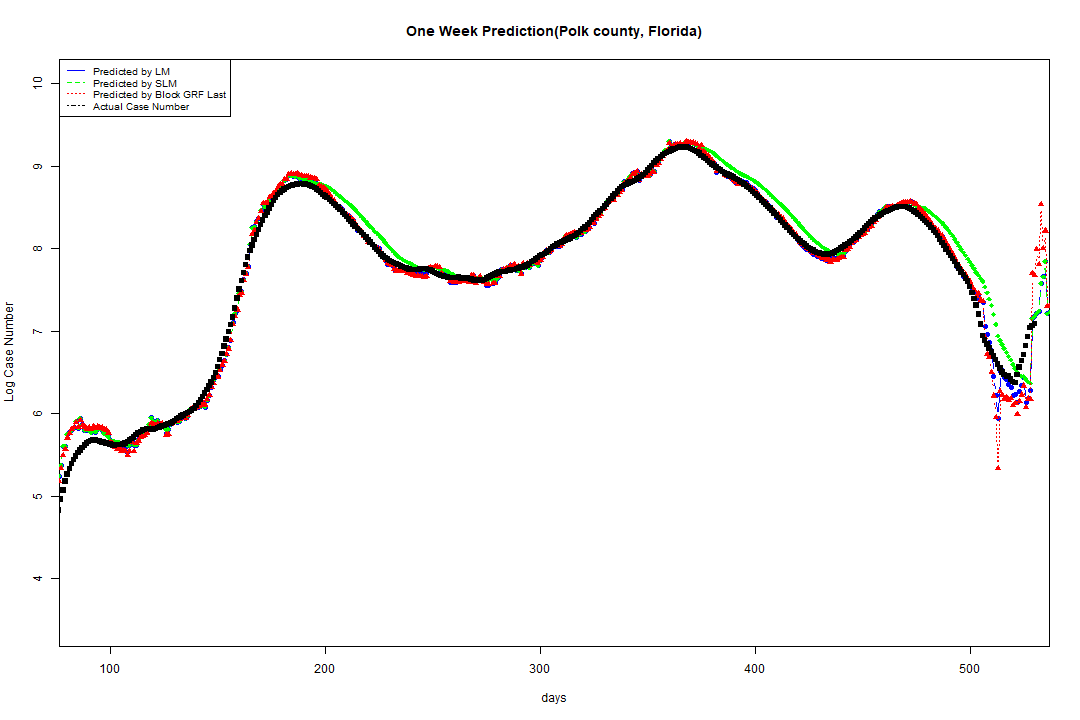 One Week Prediction(Polk county, Florida)
Predicted by LM
Predicted by SLM
Predicted by Block GRF Last
Actual Case Number
10
9
8
7
6
5
4
Log Case Number
100 200 300 400 500
days